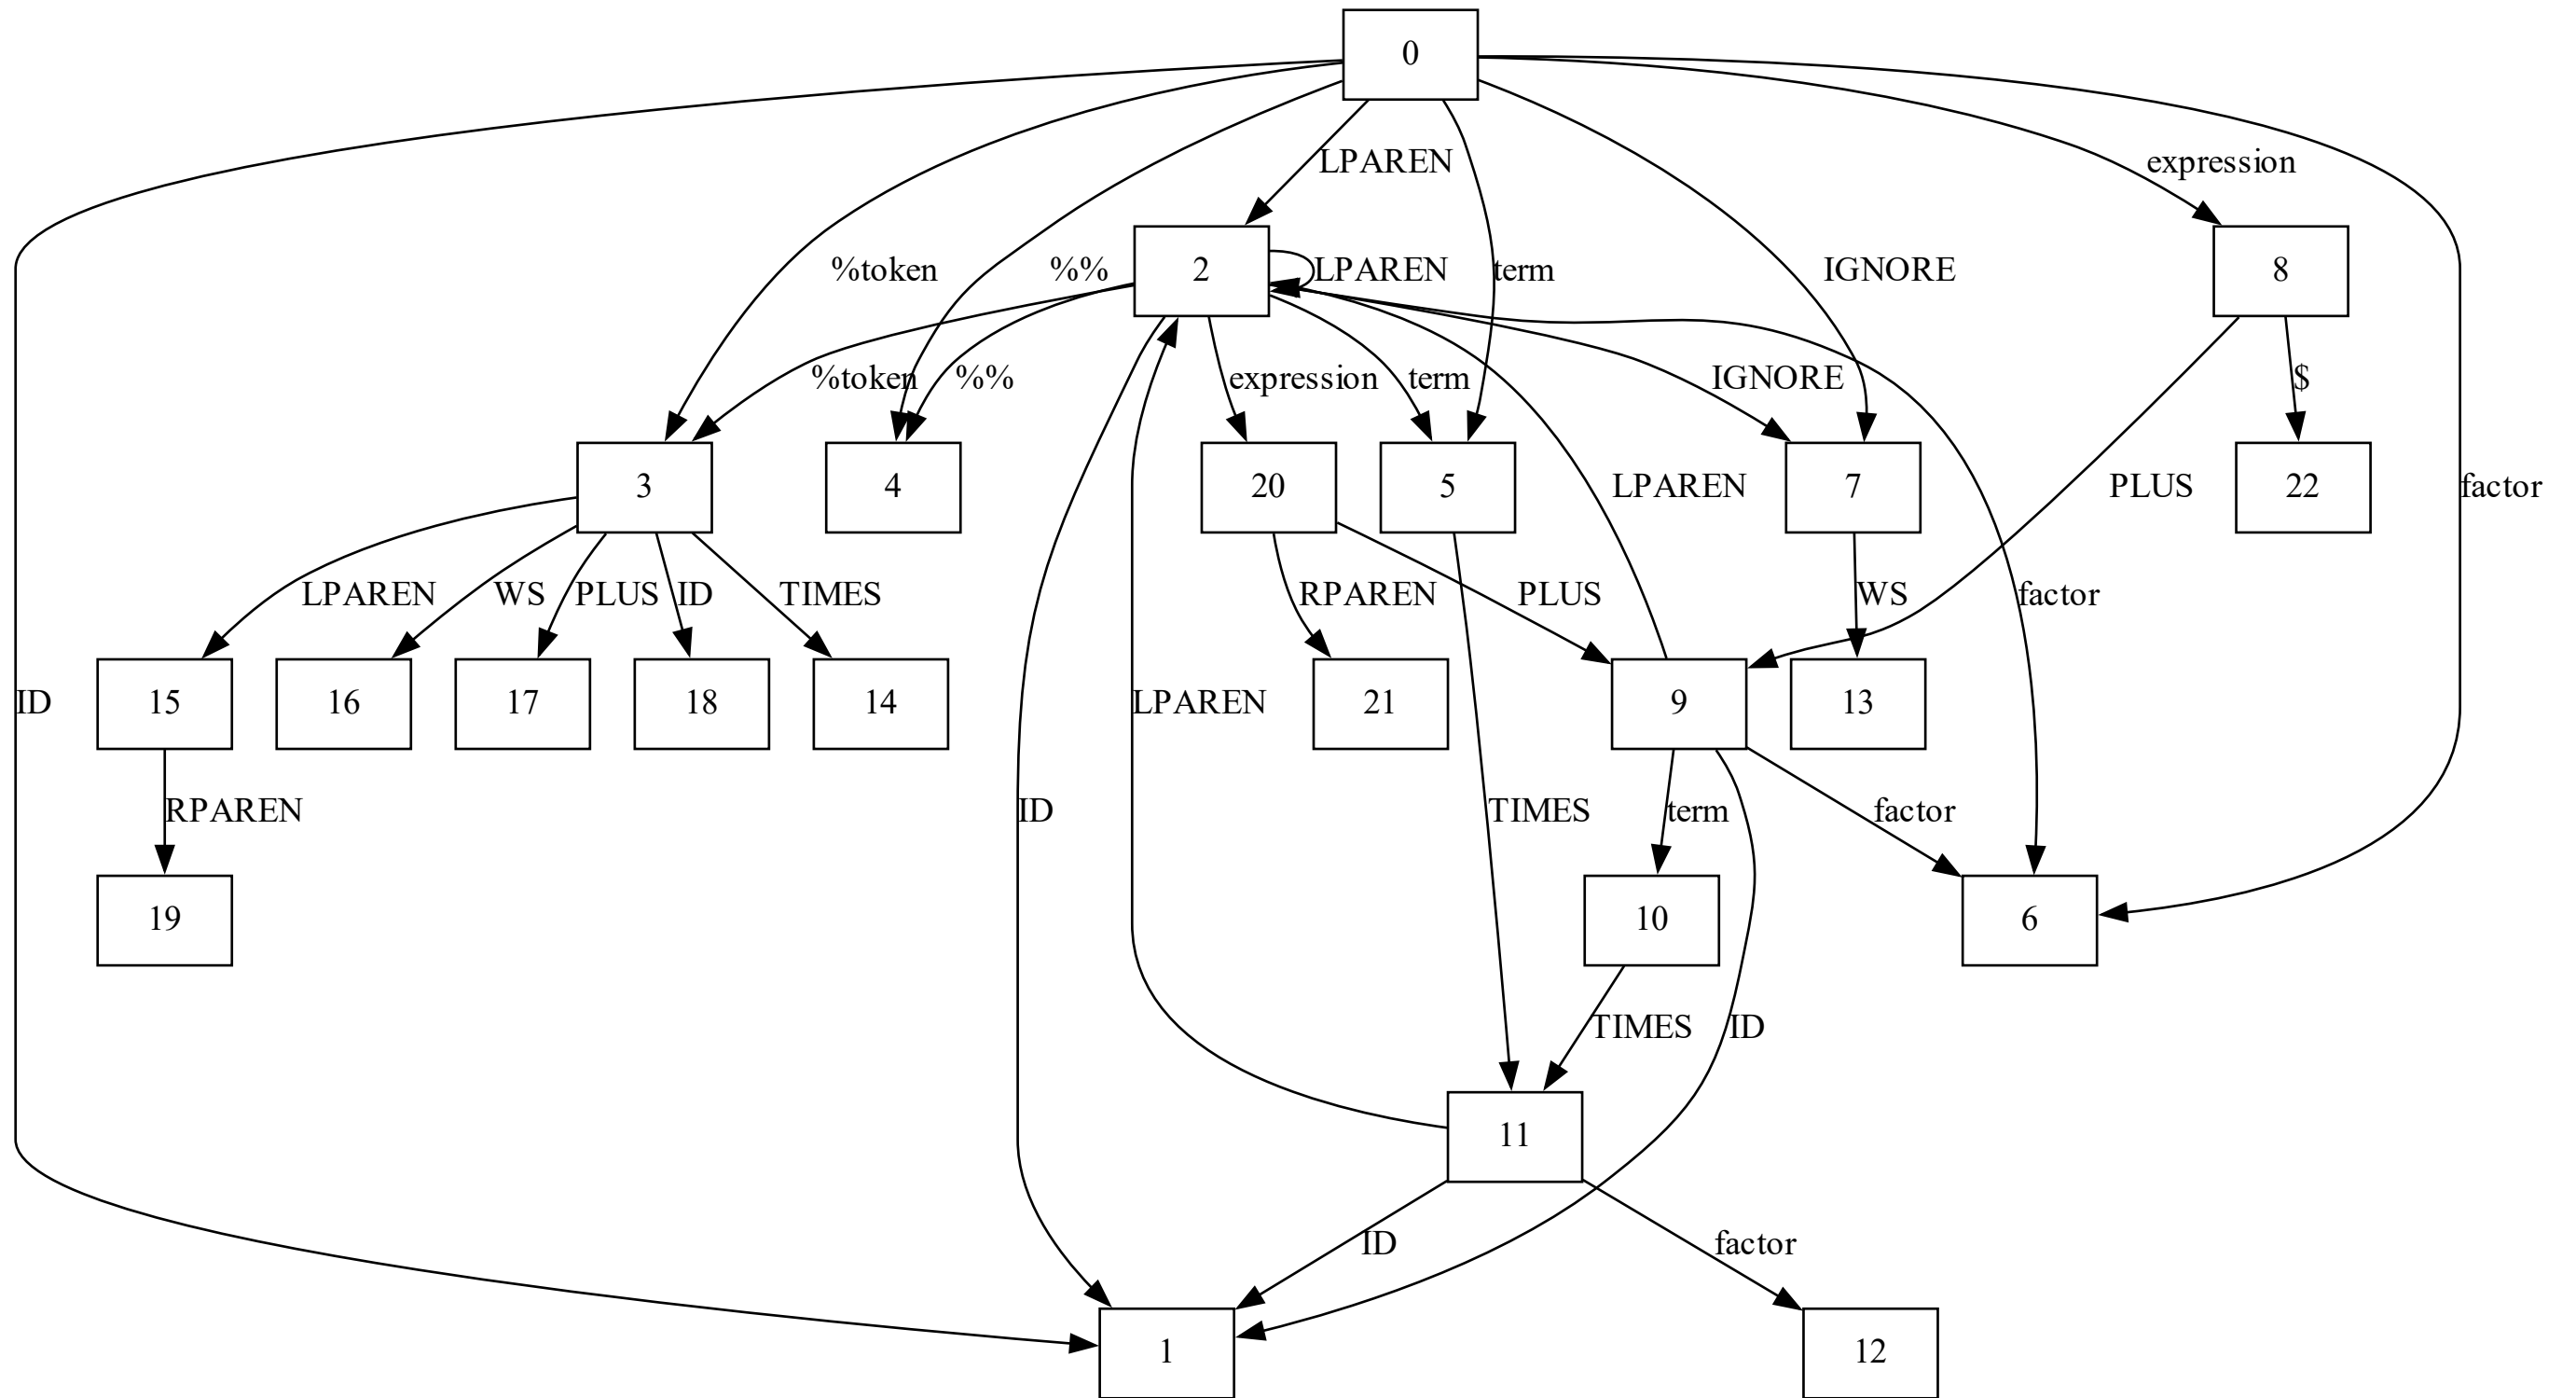 0
LPAREN
expression
%token
%%
2
LPAREN
term
IGNORE
8
%token
%%
expression
term
IGNORE
$
3
4
20
5
LPAREN
7
PLUS
22
factor
LPAREN
WS
PLUS
ID
TIMES
RPAREN
PLUS
WS
factor
ID
15
16
17
18
14
LPAREN
21
9
13
RPAREN
ID
TIMES
term
factor
19
10
6
TIMES
ID
11
ID
factor
1
12